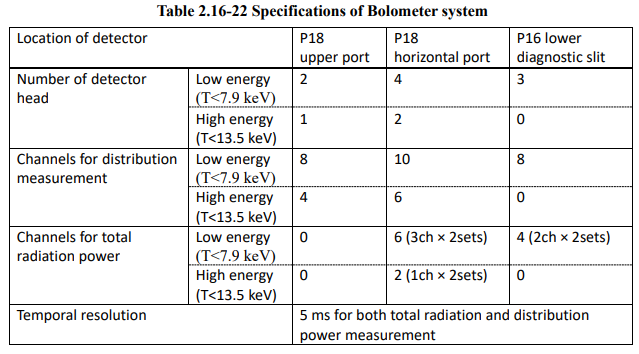 Table 2.16-22 Specifications of Bolometer system
Location of detector P18 P18 P16 lower
upper port horizontal port diagnostic slit
Number of detector Low energy 2 4 3
head (T<7.9 keV)
High energy 1 2 0
(T<13.5 keV)
Channels for distribution Low energy 8 10 8
measurement (T<7.9 keV)
High energy 4 6 0
(T<13.5 keV)
Channels for total Low energy 0 6 (3ch × 2sets) 4 (2ch × 2sets)
radiation power (T<7.9 keV)
High energy 0 2 (1ch × 2sets) 0
(T<13.5 keV)
Temporal resolution 5 ms for both total radiation and distribution
power measurement